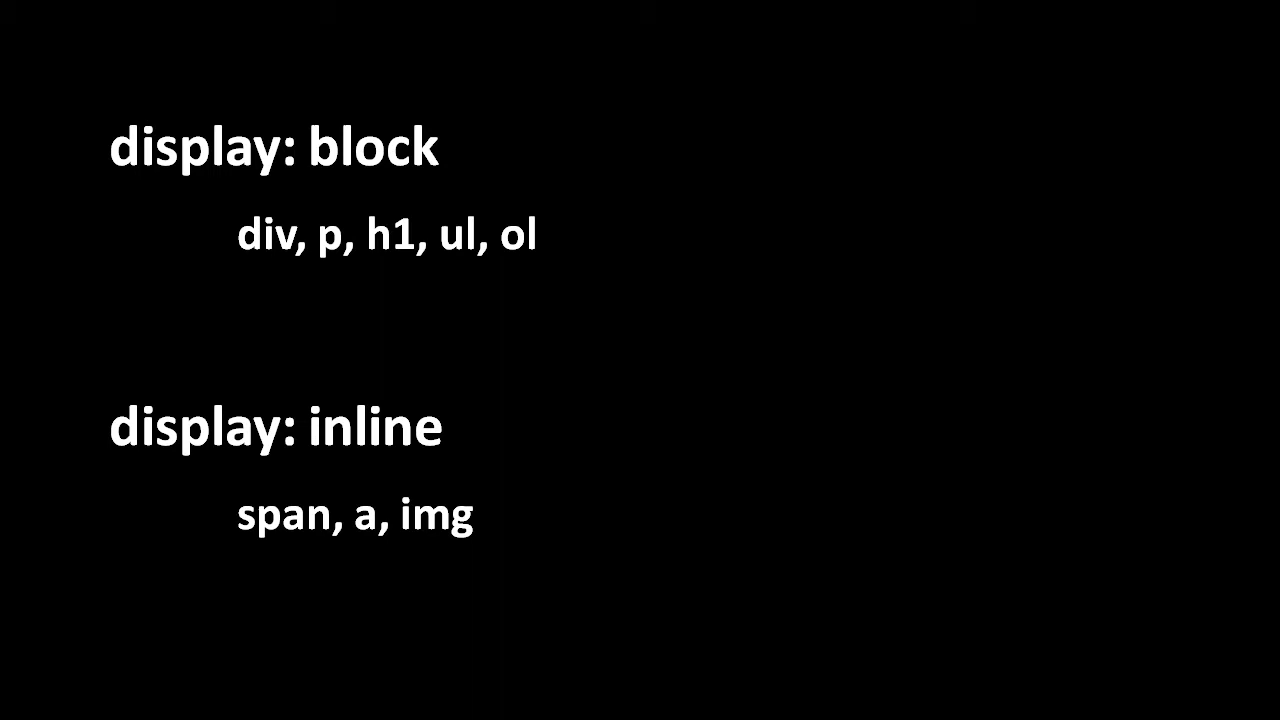 display: block
div, p, h1, ul, ol
display: inline
span, a, img